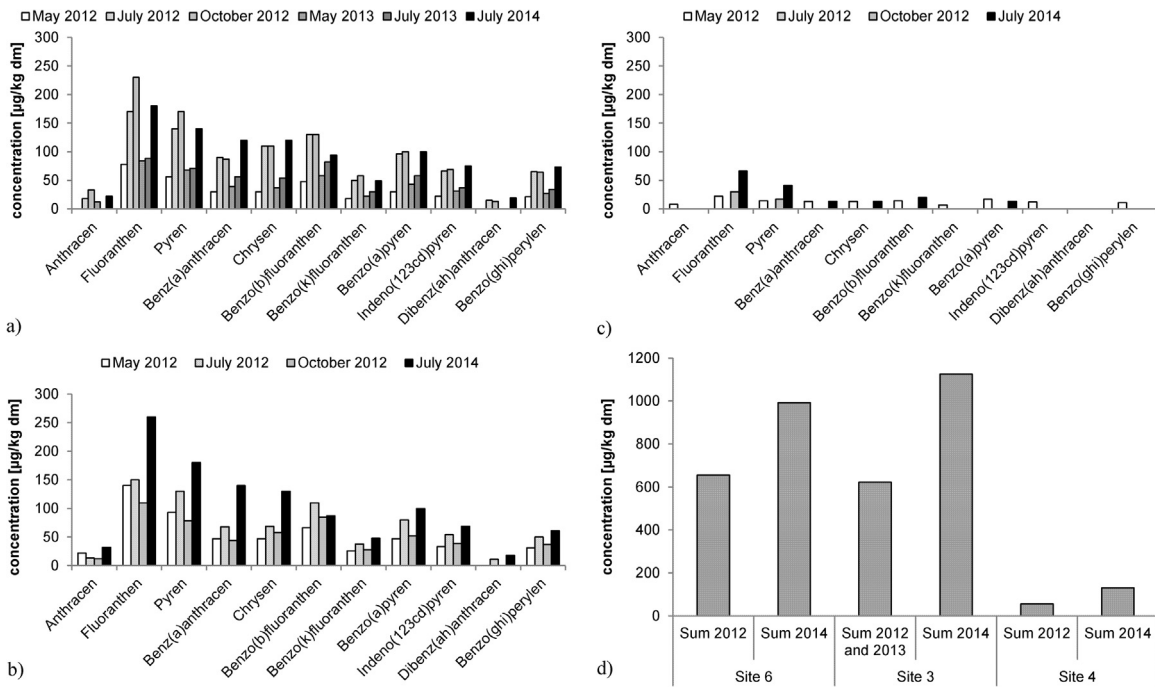 May 2012 July 2012 October 2012 May 2013 July 2013 July 2014
concentration [µg/kg dm]
300
250
200
150
100
50
0
Anthracen
Fluoranthen
Pyren
Benz(a)anthracen
Chrysen
Benzo(b)fluoranthen
Benzo(k)fluoranthen
Benzo(a)pyren
Indeno(123cd)pyren
Dibenz(ah)anthracen
Benzo(ghi)perylen
a)
May 2012 July 2012 October 2012 July 2014
concentration [µg/kg dm]
300
250
200
150
100
50
0
Anthracen
Fluoranthen
Pyren
Benz(a)anthracen
Chrysen
Benzo(b)fluoranthen
Benzo(k)fluoranthen
Benzo(a)pyren
Indeno(123cd)pyren
Dibenz(ah)anthracen
Benzo(ghi)perylen
c)
May 2012 July 2012 October 2012 July 2014
concentration [µg/kg dm]
300
250
200
150
100
50
0
Anthracen
Fluoranthen
Pyren
Benz(a)anthracen
Chrysen
Benzo(b)fluoranthen
Benzo(k)fluoranthen
Benzo(a)pyren
Indeno(123cd)pyren
Dibenz(ah)anthracen
Benzo(ghi)perylen
b)
concentration [µg/kg dm]
1200
1000
800
600
400
200
0
Sum 2012 Sum 2014 Sum 2012 Sum 2014 Sum 2012 Sum 2014
and 2013
Site 6 Site 3 Site 4
d)